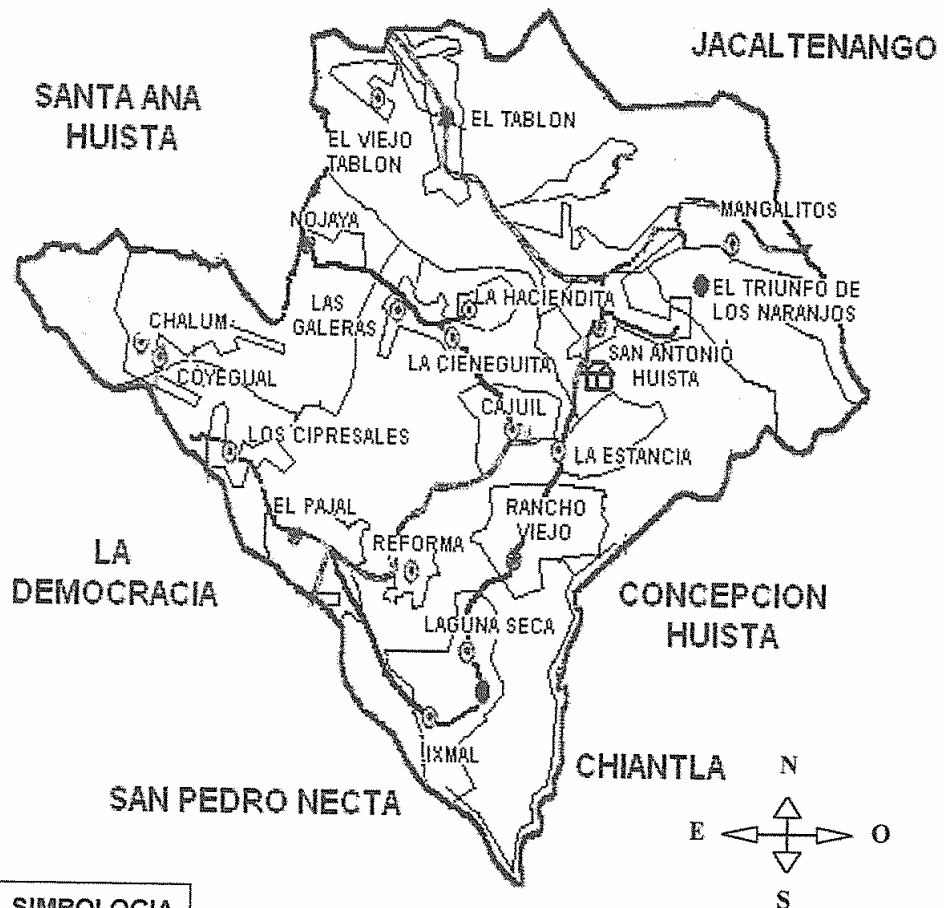 JACALTENANGO
SANTA ANA
HUISTA
EL TABLON
EL VIEJO
TABLON
MANGALITOS
NOJAYA
EL TRIUNFO DE
LOS NARANJOS
LA HACIENDITA
LAS
GALERAS
CHALUM
SAN ANTONIO
HUISTA
LA CIENEGUITA
COYEGUAL
CAJUIL
LOS CIPRESALES
LA ESTANCIA
EL PAJAL
RANCHO
VIEJO
REFORMA
LA
DEMOCRACIA
CONCEPCION
HUISTA
LAGUNA SECA
IXMAL
CHIANTLA
SAN PEDRO NECTA
N
E
O
S
SIMBOLOGIA